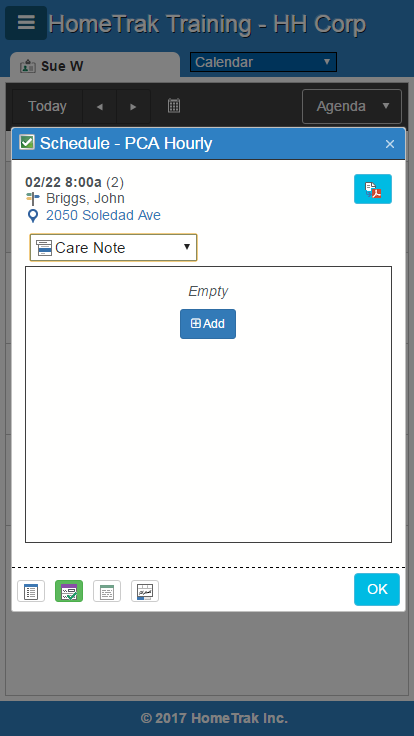 HomeTrak Training - HH Corp
Sue W
Calendar
Today
Agenda
Schedule - PCA Hourly
02/22 8:00a (2)
Briggs, John
2050 Soledad Ave
Care Note
Empty
Add
OK
© 2017 HomeTrak Inc.